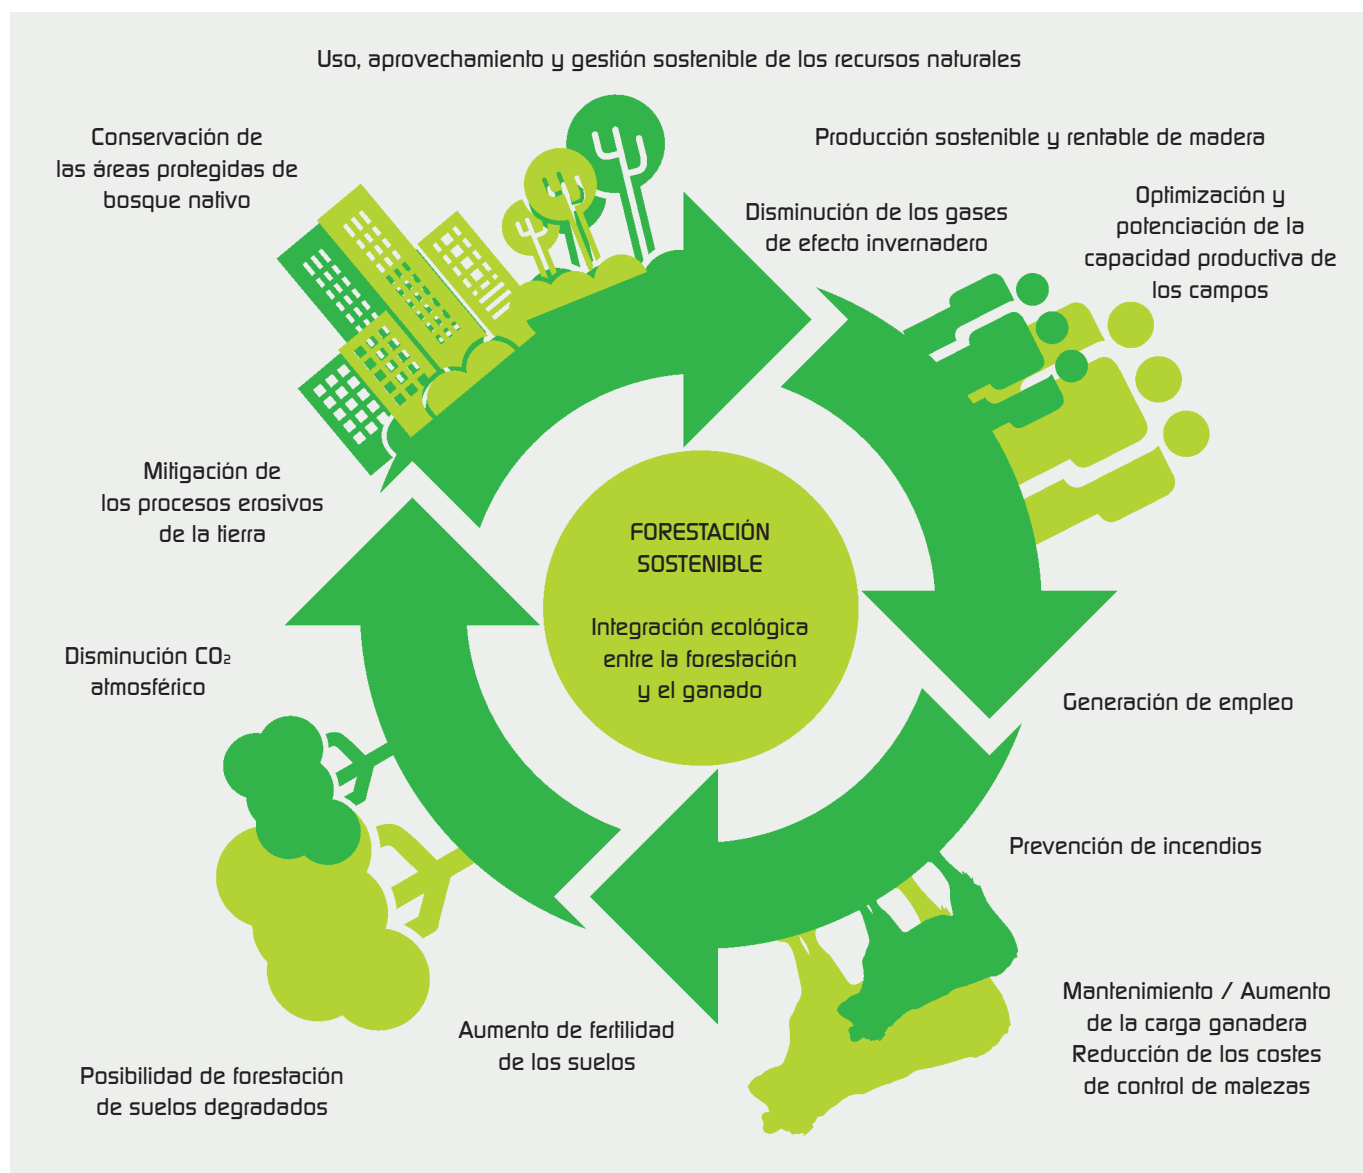 Uso, aprovechamiento y gestión sostenible de los recursos naturales
Conservación de
las áreas protegidas de
bosque nativo
Producción sostenible y rentable de madera
Disminución de los gases
de efecto invernadero
Optimización y
potenciación de la
capacidad productiva de
los campos
Mitigación de
los procesos erosivos
de la tierra
FORESTACIÓN
SOSTENIBLE
Integración ecológica
entre la forestación
y el ganado
Disminución CO₂
atmosférico
Generación de empleo
Prevención de incendios
Mantenimiento / Aumento
de la carga ganadera
Reducción de los costes
de control de malezas
Aumento de fertilidad
de los suelos
Posibilidad de forestación
de suelos degradados